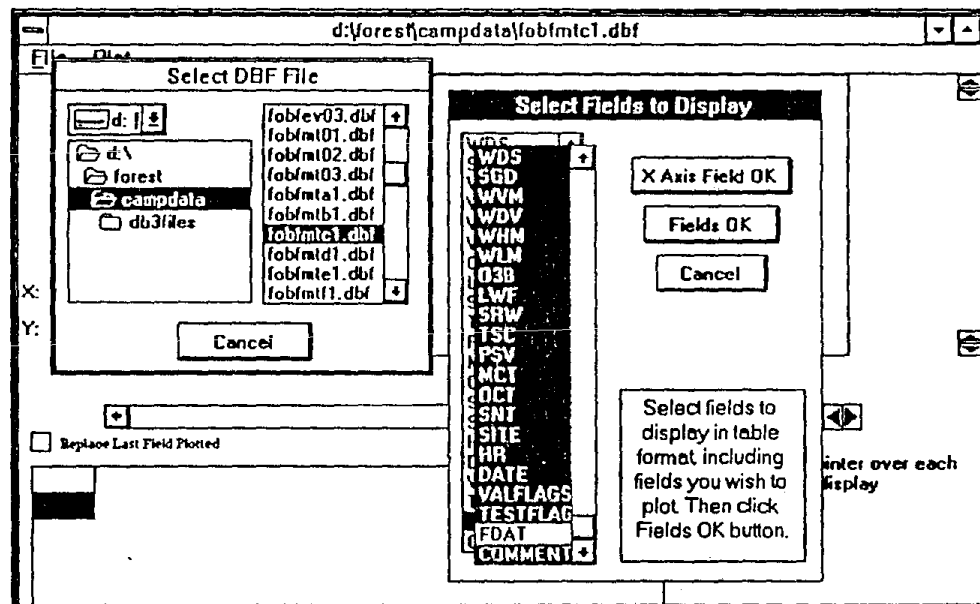 d:\forest\campdata\fobfmtc1.dbf
File Plot
Select DBF File
d:
d:\
forest
campdata
db3files
fobfev03.dbf
fobfmt01.dbf
fobfmt02.dbf
fobfmt03.dbf
fobfmta1.dbf
fobfmtb1.dbf
fobfmtc1.dbf
fobfmtd1.dbf
fobfmte1.dbf
fobfmtf1.dbf
Cancel
X:
Y:
Replace Last Field Plotted
Select Fields to Display
WDS
WDS
SGD
WVM
WDV
WHM
WLM
O3B
LWF
SRW
TSC
PSV
MCT
OCT
SNT
SITE
HR
DATE
VALFLAGS
TESTFLAG
FDAT
COMMENT
X Axis Field OK
Fields OK
Cancel
Select fields to
display in table
format, including
fields you wish to
plot. Then click
Fields OK button.
inter over each
display